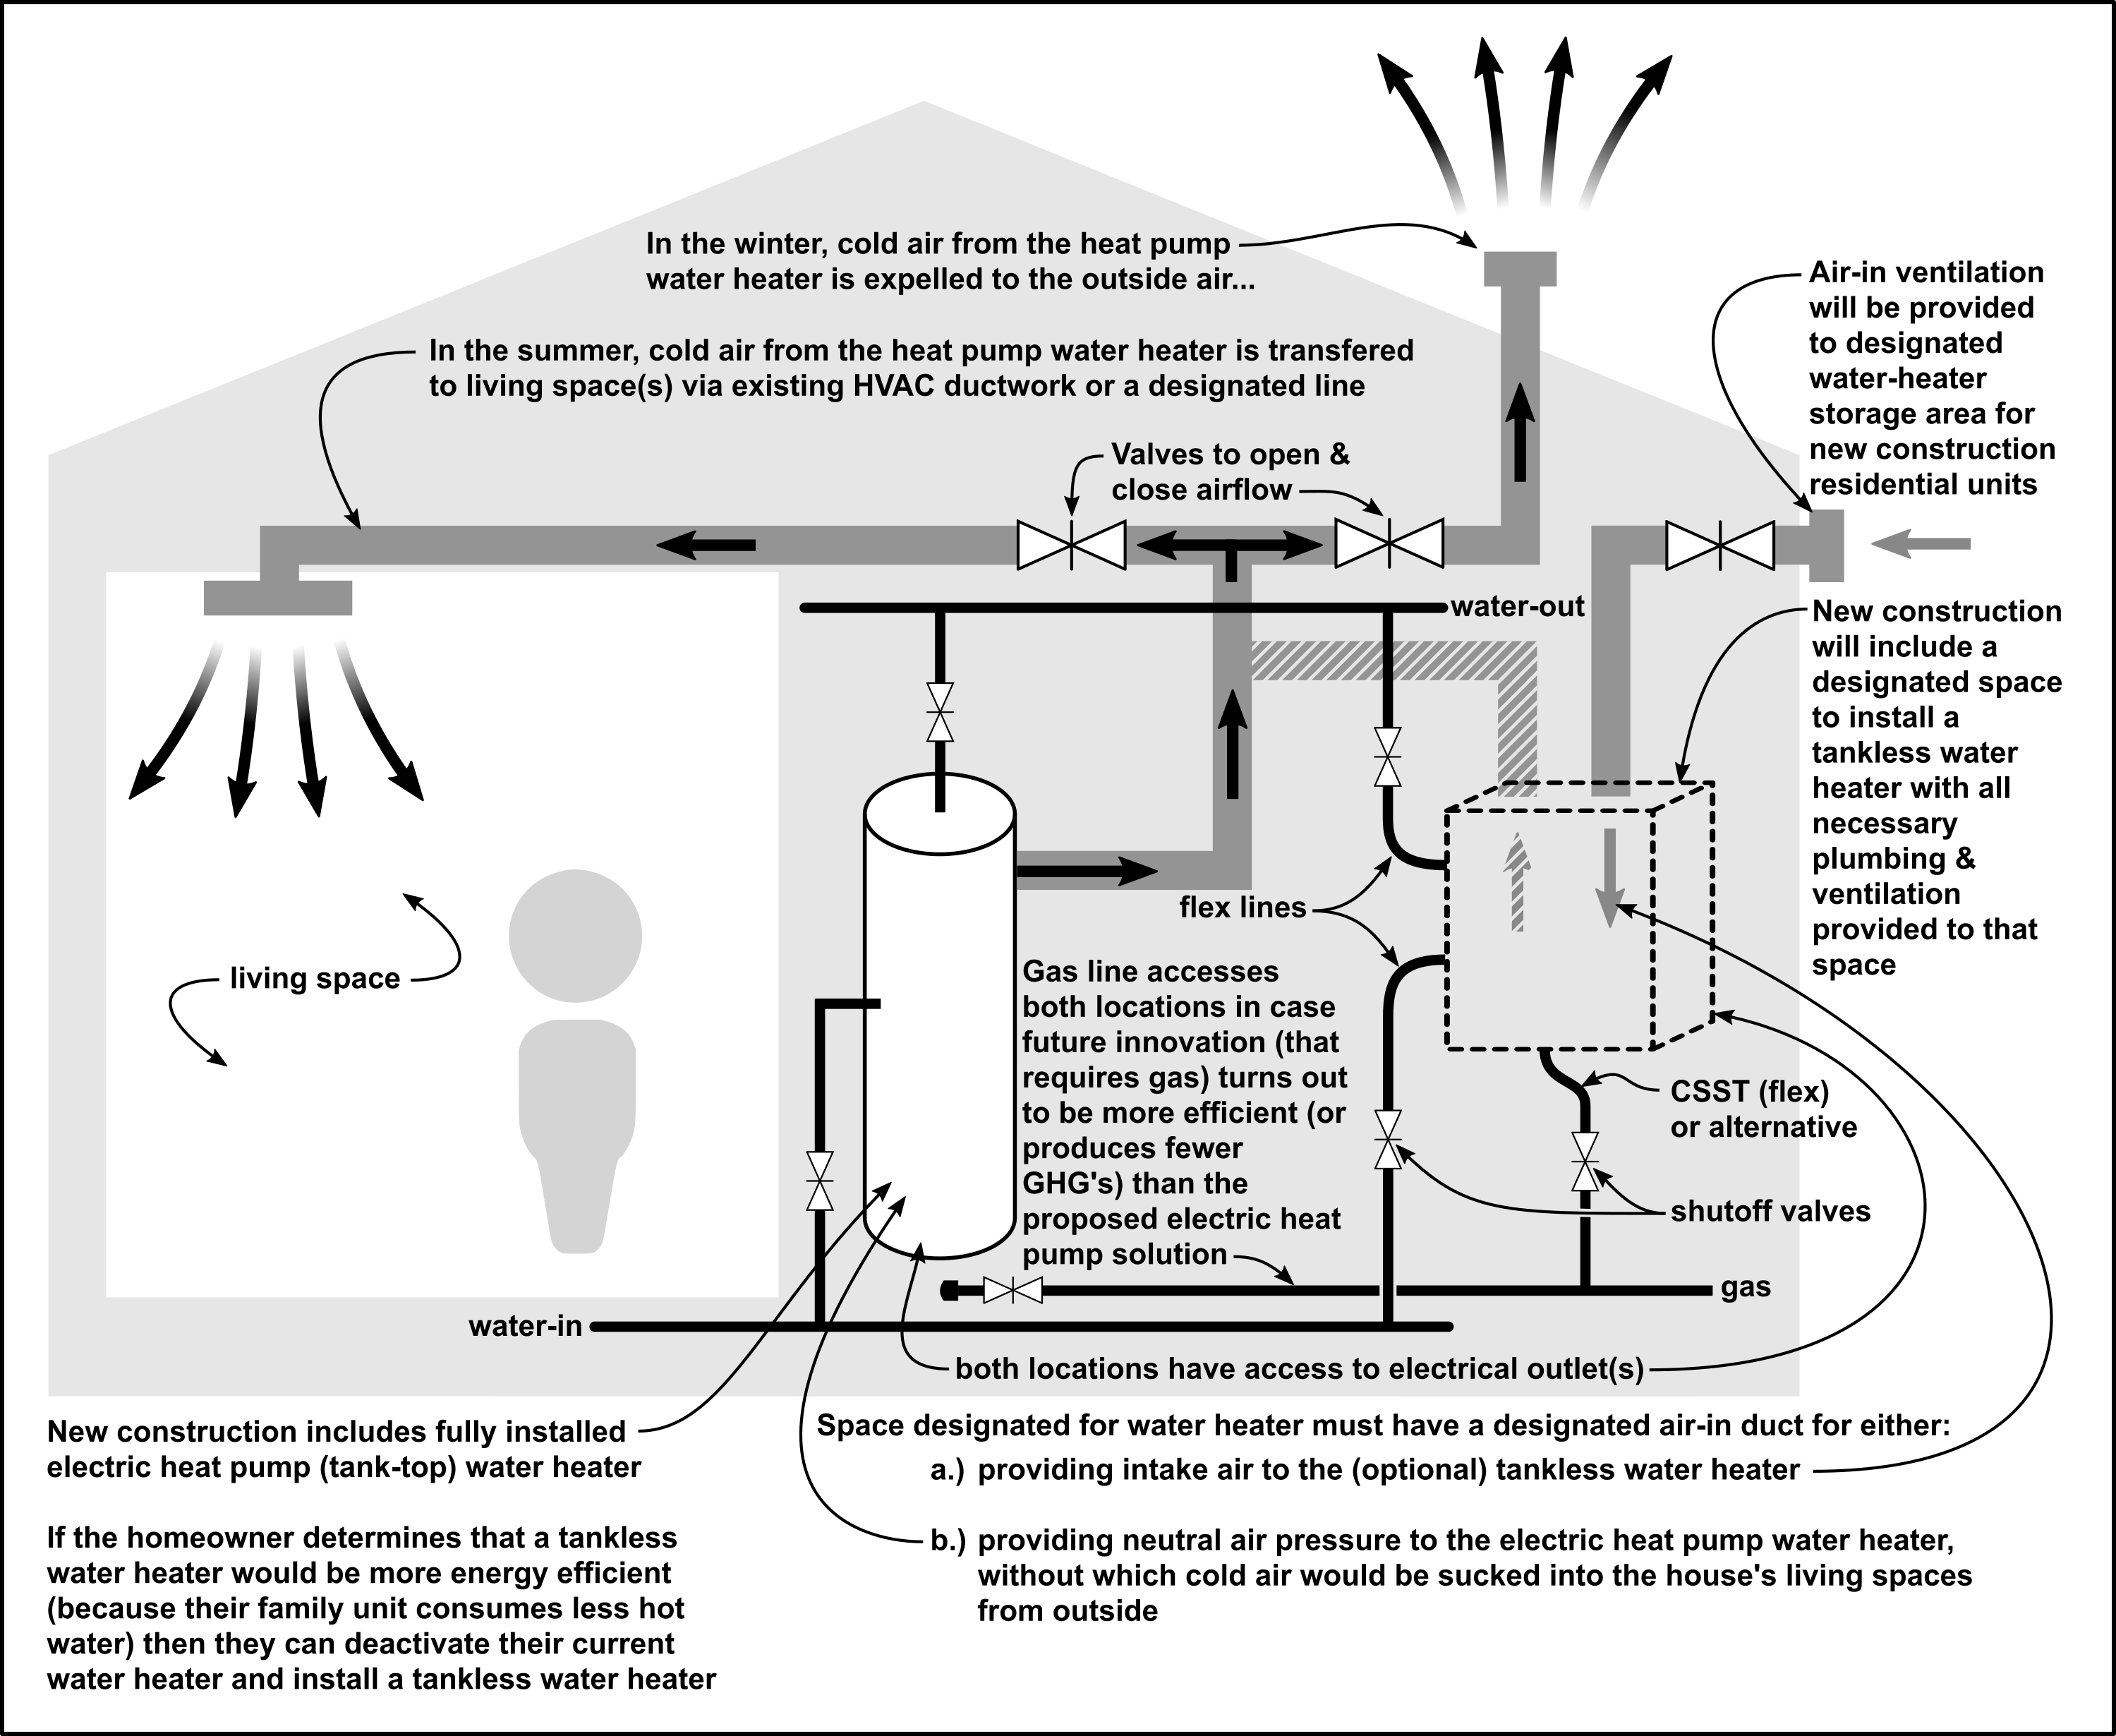 In the winter, cold air from the heat pump
water heater is expelled to the outside air...
Air-in ventilation
will be provided
to designated
water-heater
storage area for
new construction
residential units
In the summer, cold air from the heat pump water heater is transfered
to living space(s) via existing HVAC ductwork or a designated line
Valves to open &
close airflow
water-out
New construction
will include a
designated space
to install a
tankless water
heater with all
necessary
plumbing &
ventilation
provided to that
space
flex lines
living space
Gas line accesses
both locations in case
future innovation (that
requires gas) turns out
to be more efficient (or
produces fewer
GHG's) than the
proposed electric heat
pump solution
CSST (flex)
or alternative
shutoff valves
gas
water-in
both locations have access to electrical outlet(s)
New construction includes fully installed
electric heat pump (tank-top) water heater
If the homeowner determines that a tankless
water heater would be more energy efficient
(because their family unit consumes less hot
water) then they can deactivate their current
water heater and install a tankless water heater
Space designated for water heater must have a designated air-in duct for either:
a.) providing intake air to the (optional) tankless water heater
b.) providing neutral air pressure to the electric heat pump water heater,
without which cold air would be sucked into the house's living spaces
from outside